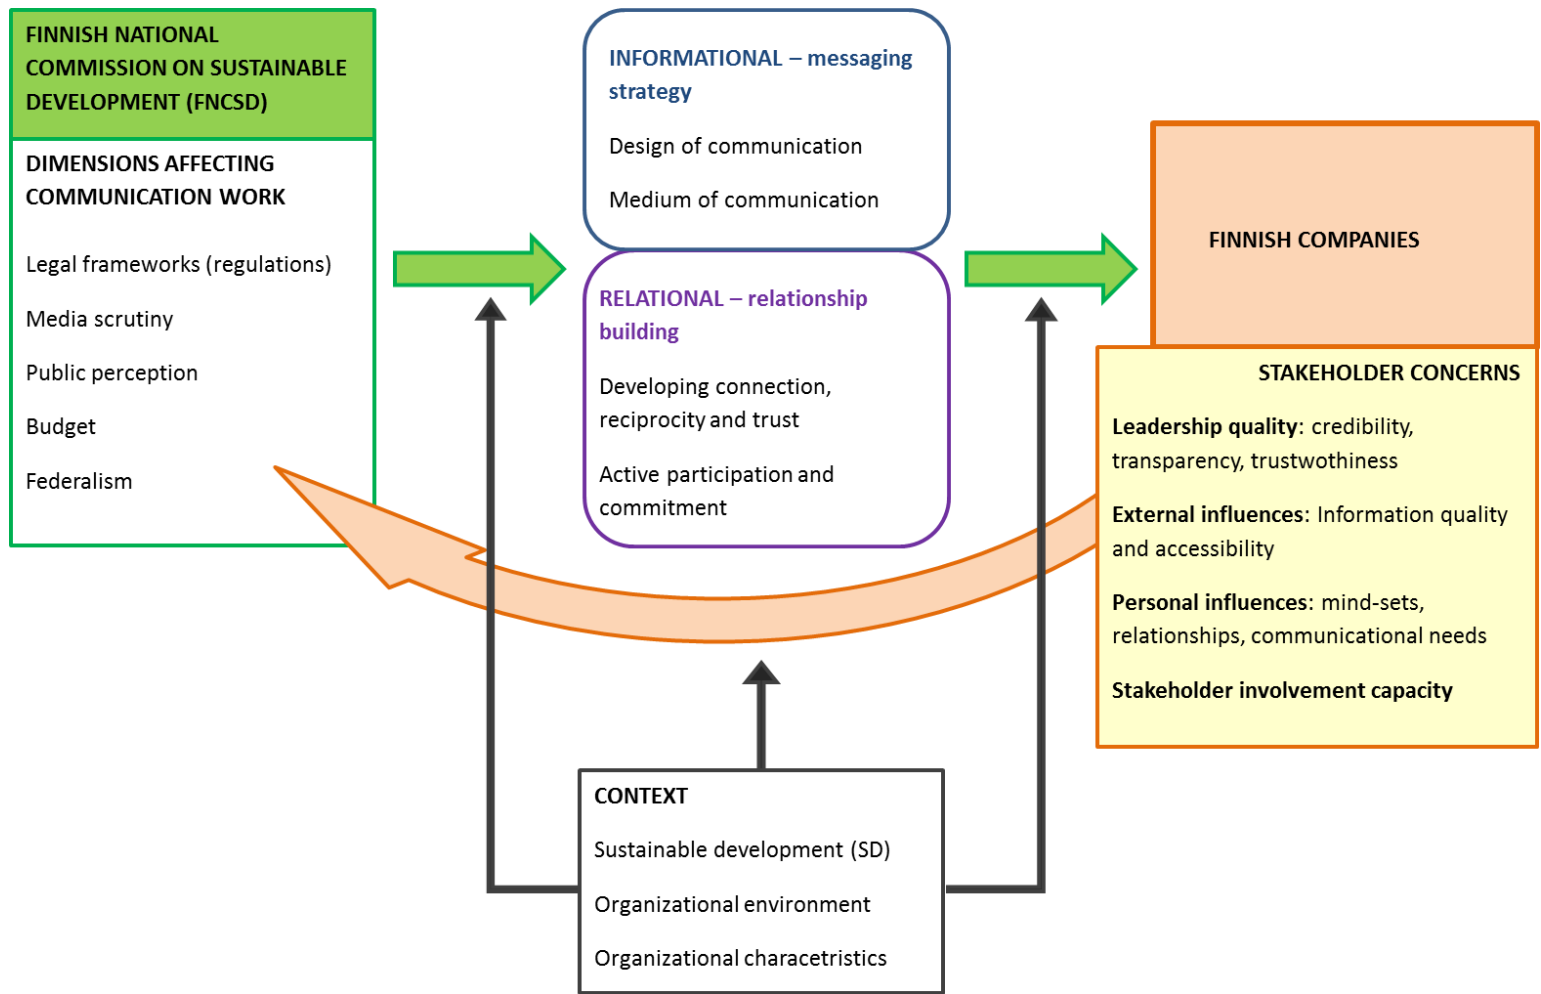 FINNISH NATIONAL
COMMISSION ON SUSTAINABLE
DEVELOPMENT (FNCSD)
DIMENSIONS AFFECTING
COMMUNICATION WORK
Legal frameworks (regulations)
Media scrutiny
Public perception
Budget
Federalism
INFORMATIONAL – messaging
strategy
Design of communication
Medium of communication
RELATIONAL – relationship
building
Developing connection,
reciprocity and trust
Active participation and
commitment
FINNISH COMPANIES
STAKEHOLDER CONCERNS
Leadership quality: credibility,
transparency, trustwothiness
External influences: Information quality
and accessibility
Personal influences: mind-sets,
relationships, communicational needs
Stakeholder involvement capacity
CONTEXT
Sustainable development (SD)
Organizational environment
Organizational characetristics